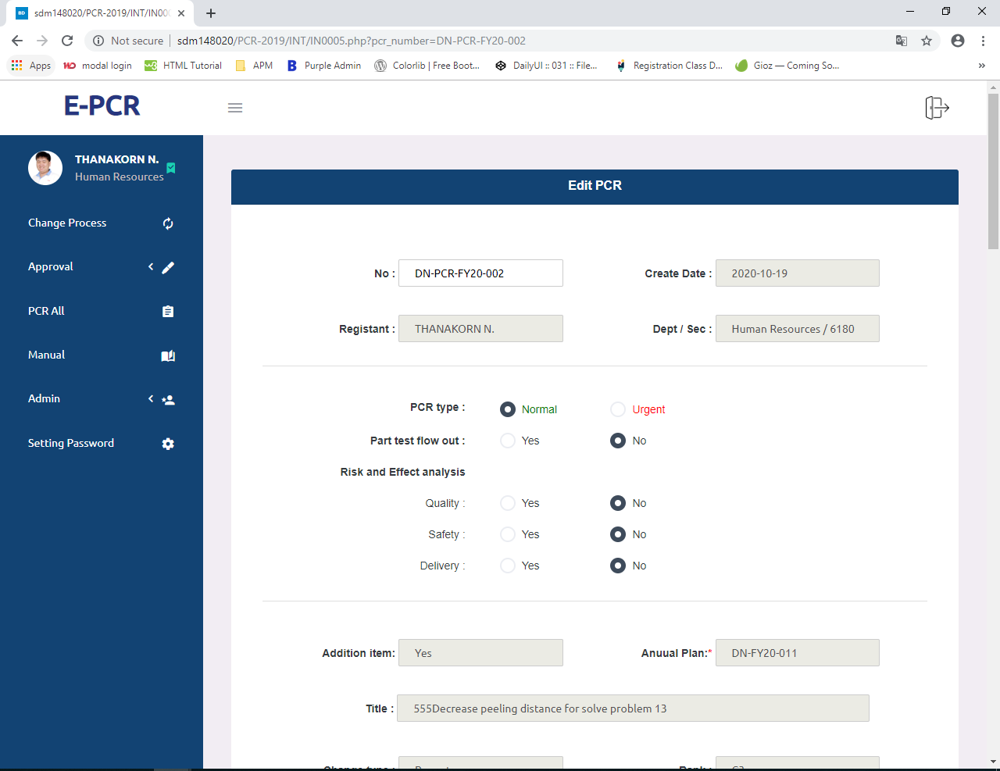 sdm148020/PCR-2019/INT/IN000
Not secure
sdm148020/PCR-2019/INT/IN0005.php?pcr_number=DN-PCR-FY20-002
Apps
modal login
HTML Tutorial
APM
Purple Admin
Colorlib | Free Boot...
DailyUI :: 031 :: File...
Registration Class D...
Gioz — Coming So...
»
E-PCR
THANAKORN N.
Human Resources
Change Process
Approval
PCR All
Manual
Admin
Setting Password
Edit PCR
No : DN-PCR-FY20-002 Create Date : 2020-10-19
Registant : THANAKORN N. Dept / Sec : Human Resources / 6180
PCR type : Normal Urgent
Part test flow out : Yes No
Risk and Effect analysis
Quality : Yes No
Safety : Yes No
Delivery : Yes No
Addition item: Yes Anuual Plan:* DN-FY20-011
Title : 555Decrease peeling distance for solve problem 13
Change type : Rank :